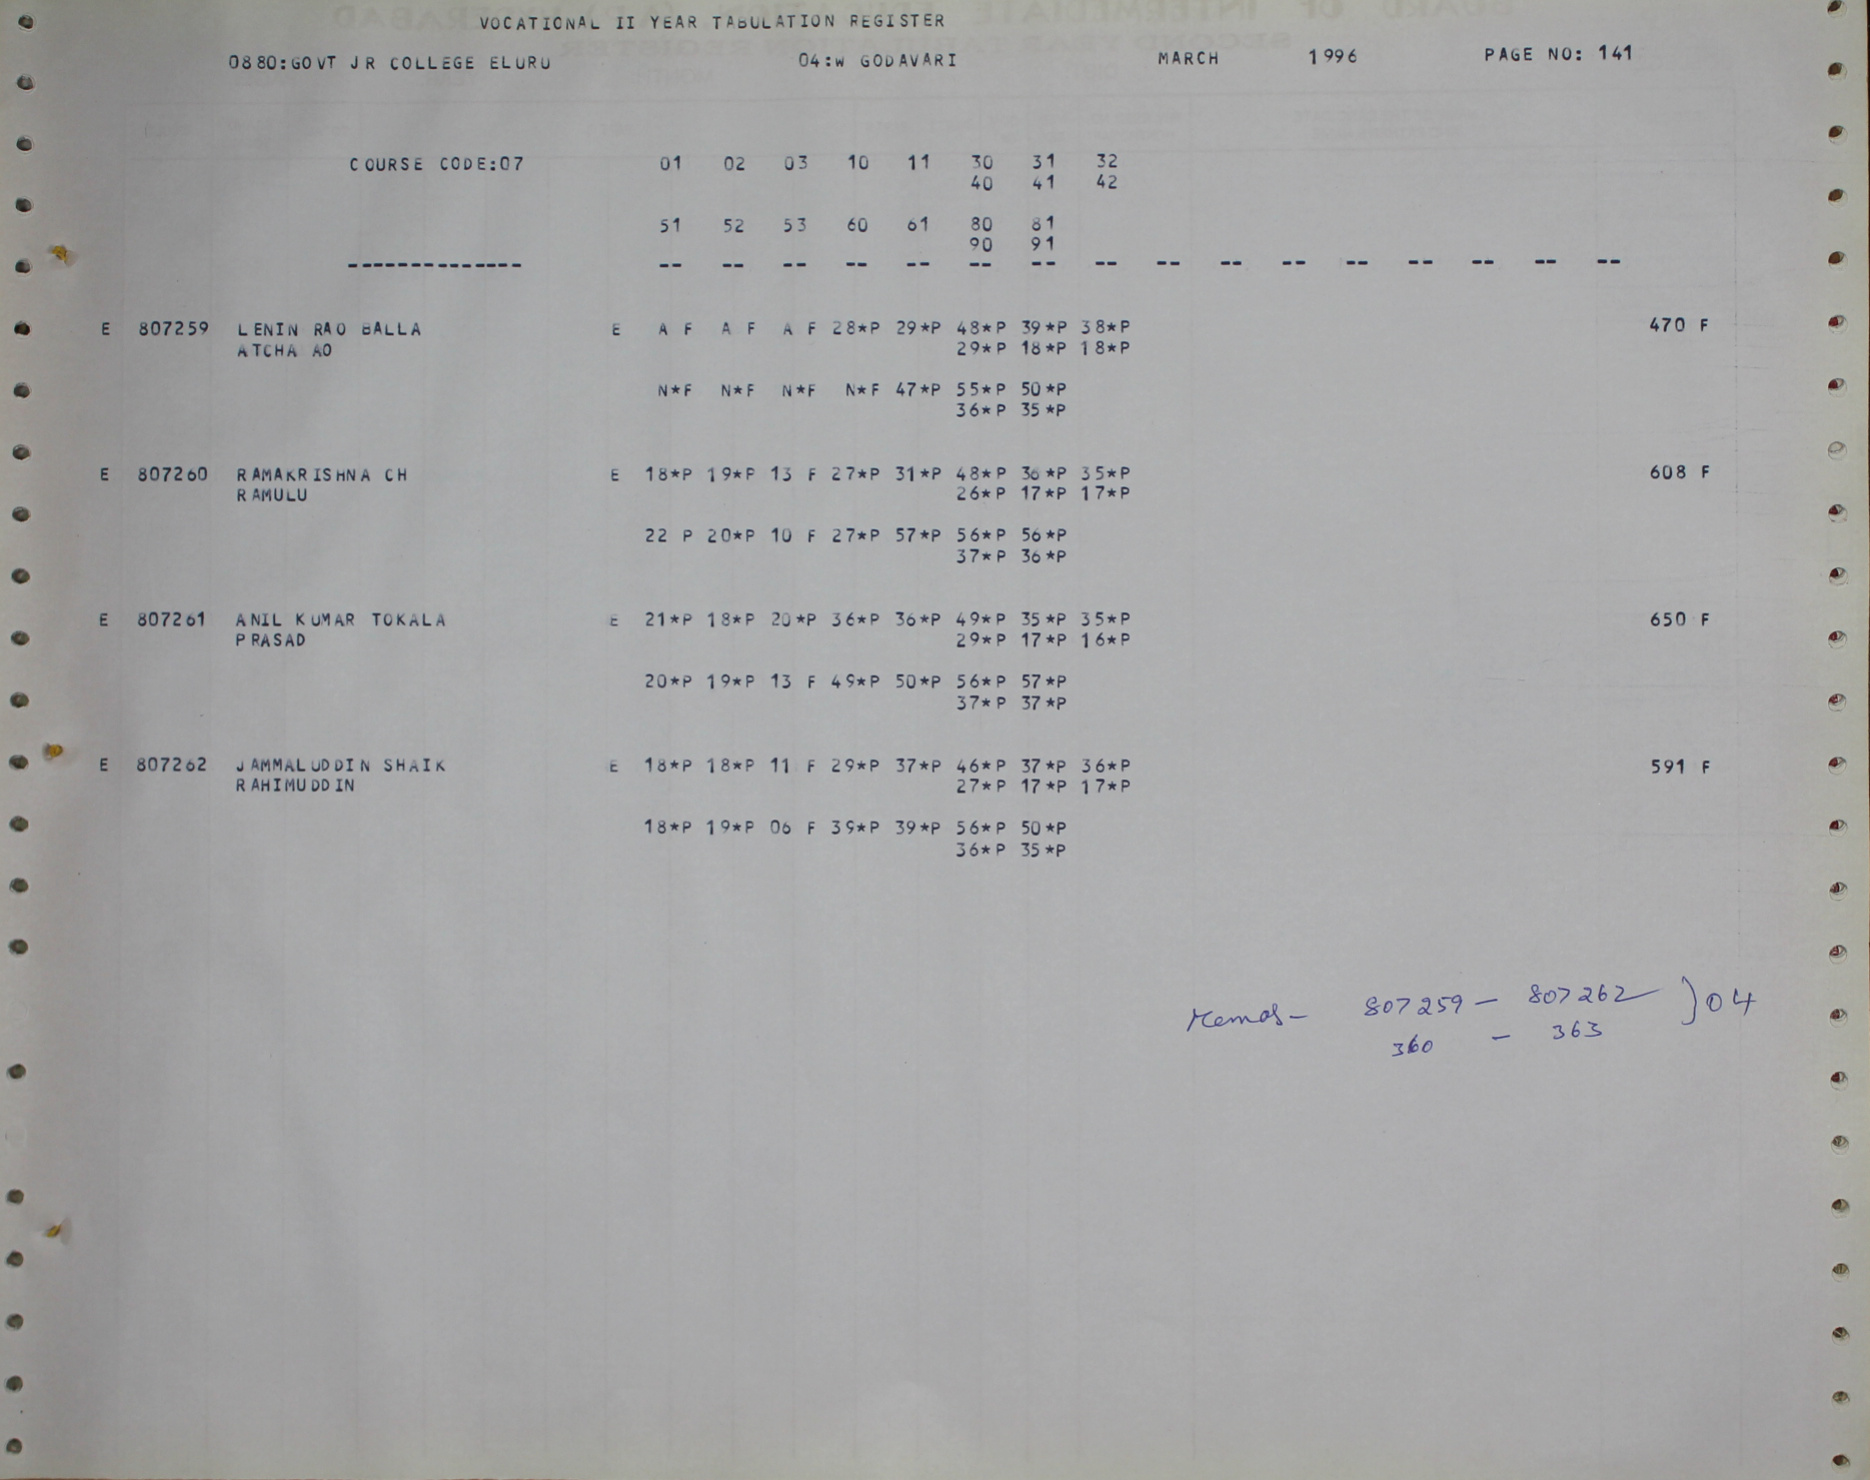 VOCATIONAL II YEAR TABULATION REGISTER
0880:GOVT JR COLLEGE ELURU 04:W GODAVARI MARCH 1996 PAGE NO: 141
COURSE CODE:07 01 02 03 10 11 30 31 32
40 41 42
51 52 53 60 61 80 81
90 91
-------------- -- -- -- -- -- -- -- -- -- -- -- -- -- -- -- --
E 807259 LENIN RAO BALLA E A F A F A F 28*P 29*P 48*P 39*P 38*P 470 F
ATCHA AO 29*P 18*P 18*P
N*F N*F N*F N*F 47*P 55*P 50*P
36*P 35*P
E 807260 RAMAKRISHNA CH E 18*P 19*P 13 F 27*P 31*P 48*P 36*P 35*P 608 F
RAMULU 26*P 17*P 17*P
22 P 20*P 10 F 27*P 57*P 56*P 56*P
37*P 36*P
E 807261 ANIL KUMAR TOKALA E 21*P 18*P 20*P 36*P 36*P 49*P 35*P 35*P 650 F
PRASAD 29*P 17*P 16*P
20*P 19*P 13 F 49*P 50*P 56*P 57*P
37*P 37*P
E 807262 JAMMALUDDIN SHAIK E 18*P 18*P 11 F 29*P 37*P 46*P 37*P 36*P 591 F
RAHIMUDDIN 27*P 17*P 17*P
18*P 19*P 06 F 39*P 39*P 56*P 50*P
36*P 35*P
Memos- 807259 - 807262 } 04
360 - 363